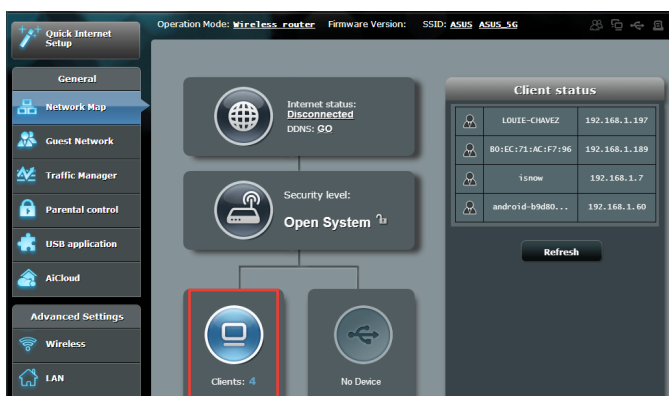 Operation Mode: Wireless router Firmware Version: SSID: ASUS ASUS_5G
Quick Internet
Setup
General
Network Map
Guest Network
Traffic Manager
Parental control
USB application
AiCloud
Advanced Settings
Wireless
LAN
Internet status:
Disconnected
DDNS: GO
Security level:
Open System
Clients: 4
No Device
Client status
LOUIE-CHAVEZ 192.168.1.197
80:EC:71:AC:F7:96 192.168.1.189
isnow 192.168.1.7
android-b9d80... 192.168.1.60
Refresh